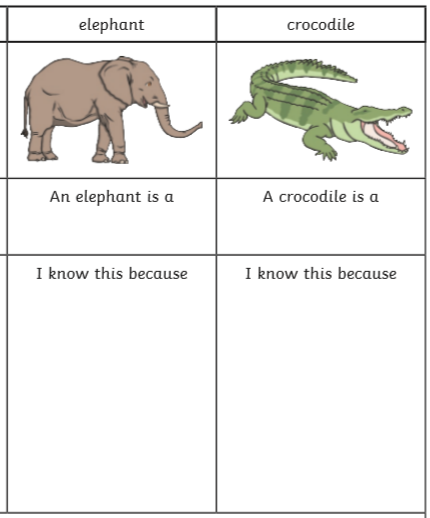 elephant
crocodile
An elephant is a
A crocodile is a
I know this because
I know this because